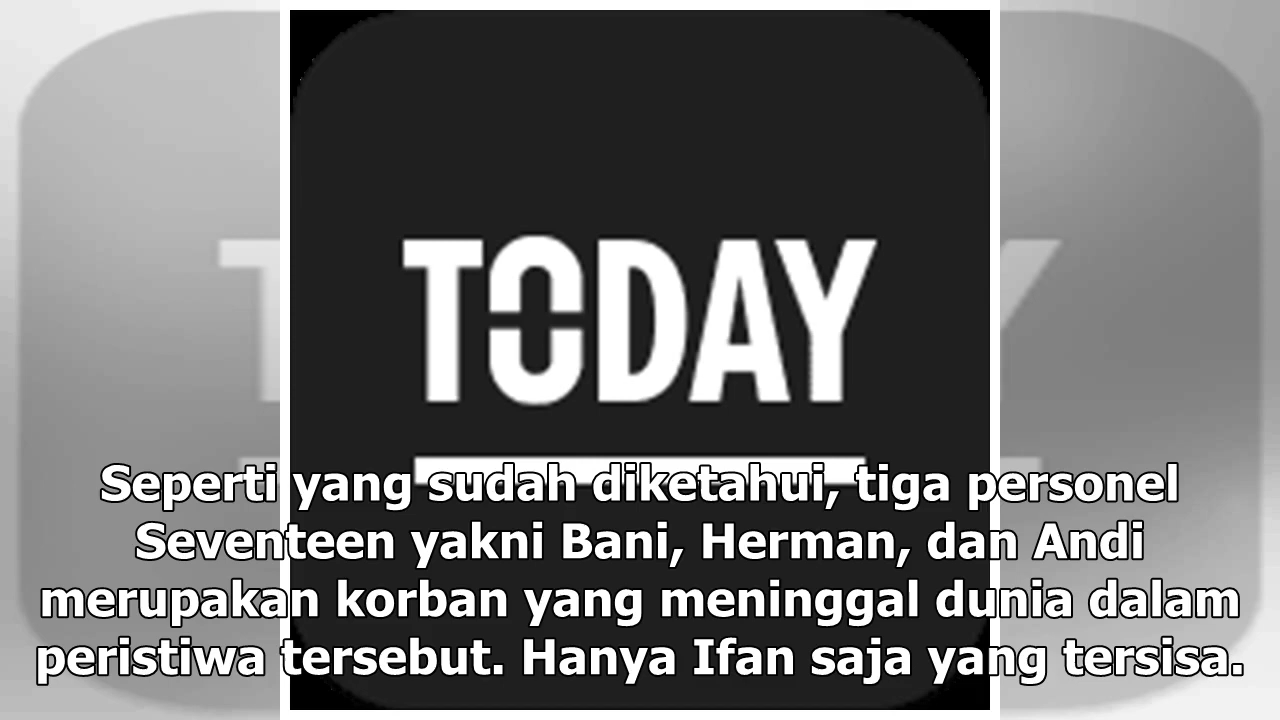 TODAY
Seperti yang sudah diketahui, tiga personel
Seventeen yakni Bani, Herman, dan Andi
merupakan korban yang meninggal dunia dalam
peristiwa tersebut. Hanya Ifan saja yang tersisa.